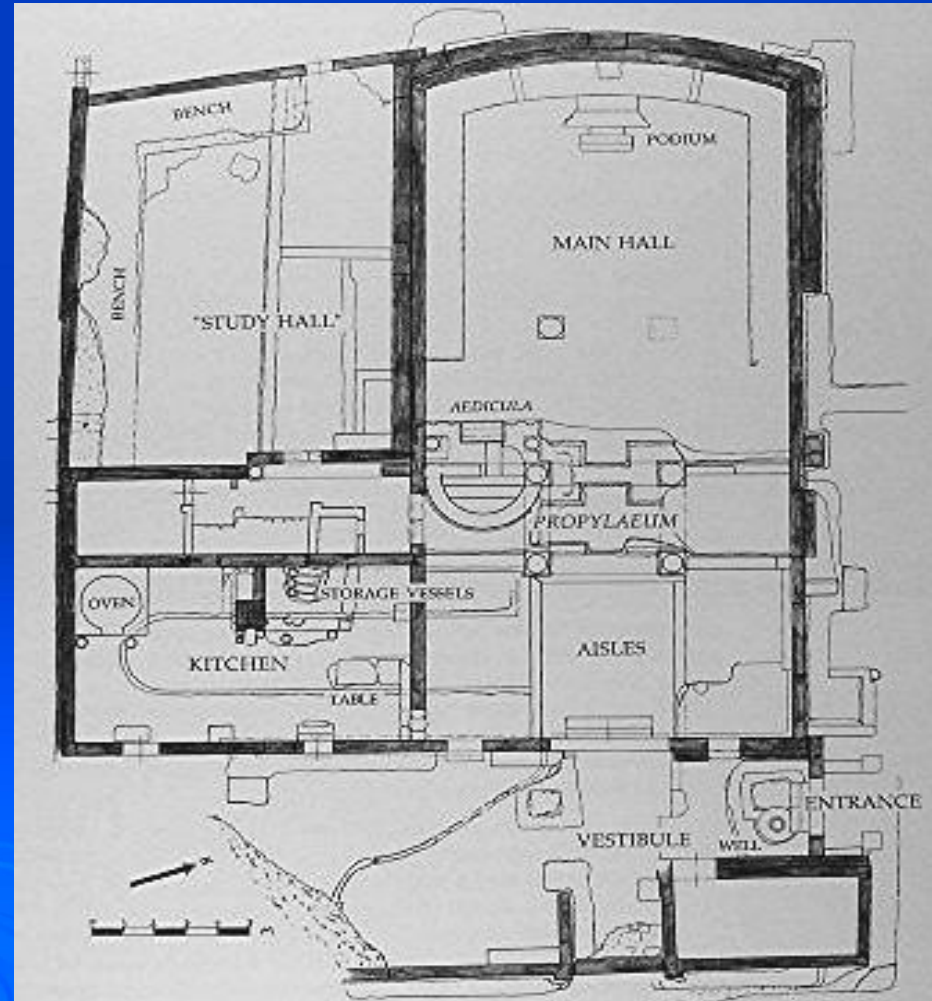 BENCH
PODIUM
MAIN HALL
BENCH
"STUDY HALL"
AEDICULA
PROPYLAEUM
STORAGE VESSELS
OVEN
KITCHEN
AISLES
TABLE
ENTRANCE
VESTIBULE
WELL